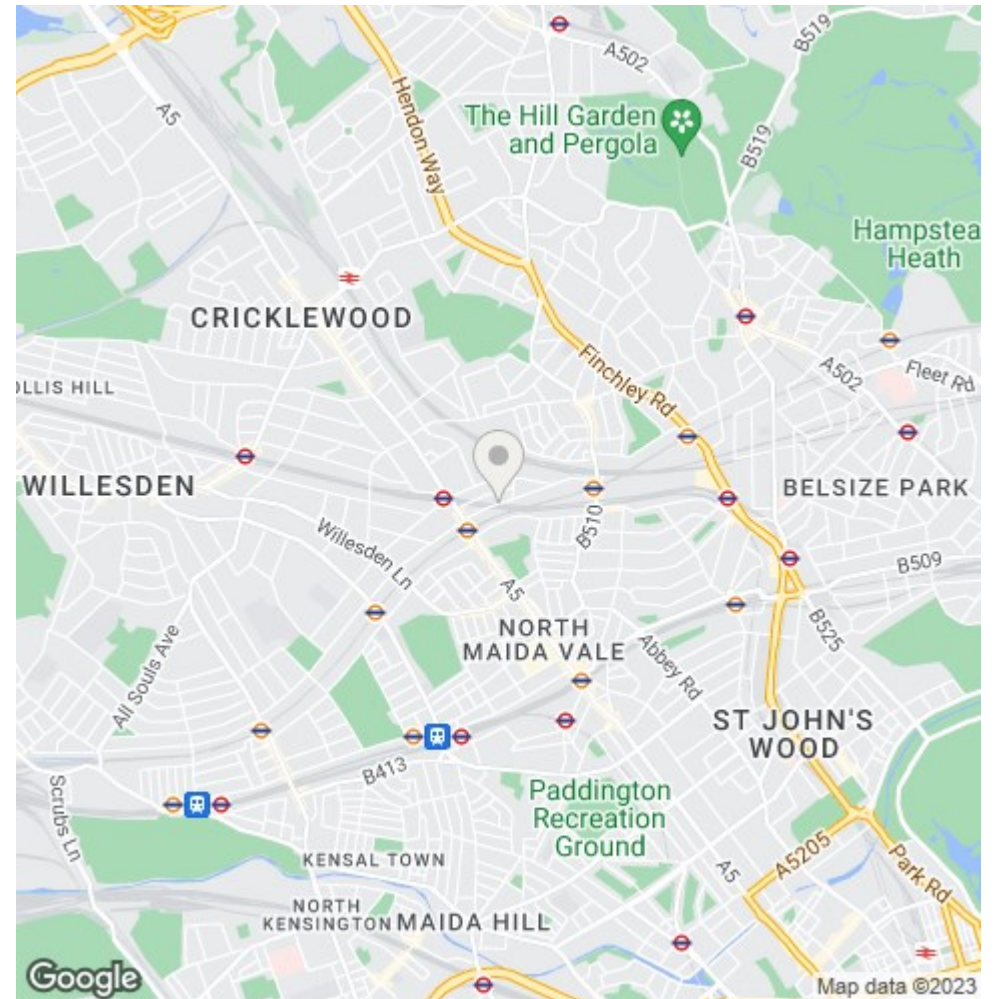 B519
A502
A5
Hendon Way
The Hill Garden
and Pergola
B519
Hampstea
Heath
CRICKLEWOOD
Finchley Rd
A502
Fleet Rd
OLLIS HILL
WILLESDEN
BELSIZE PARK
B510
Willesden Ln
A5
B509
NORTH
MAIDA VALE
Abbey Rd
B525
All Souls Ave
ST JOHN'S
WOOD
B413
Scrubs Ln
Paddington
Recreation
Ground
A5205
Park Rd
KENSAL TOWN
A5
NORTH
KENSINGTON
MAIDA HILL
Google
Map data ©2023